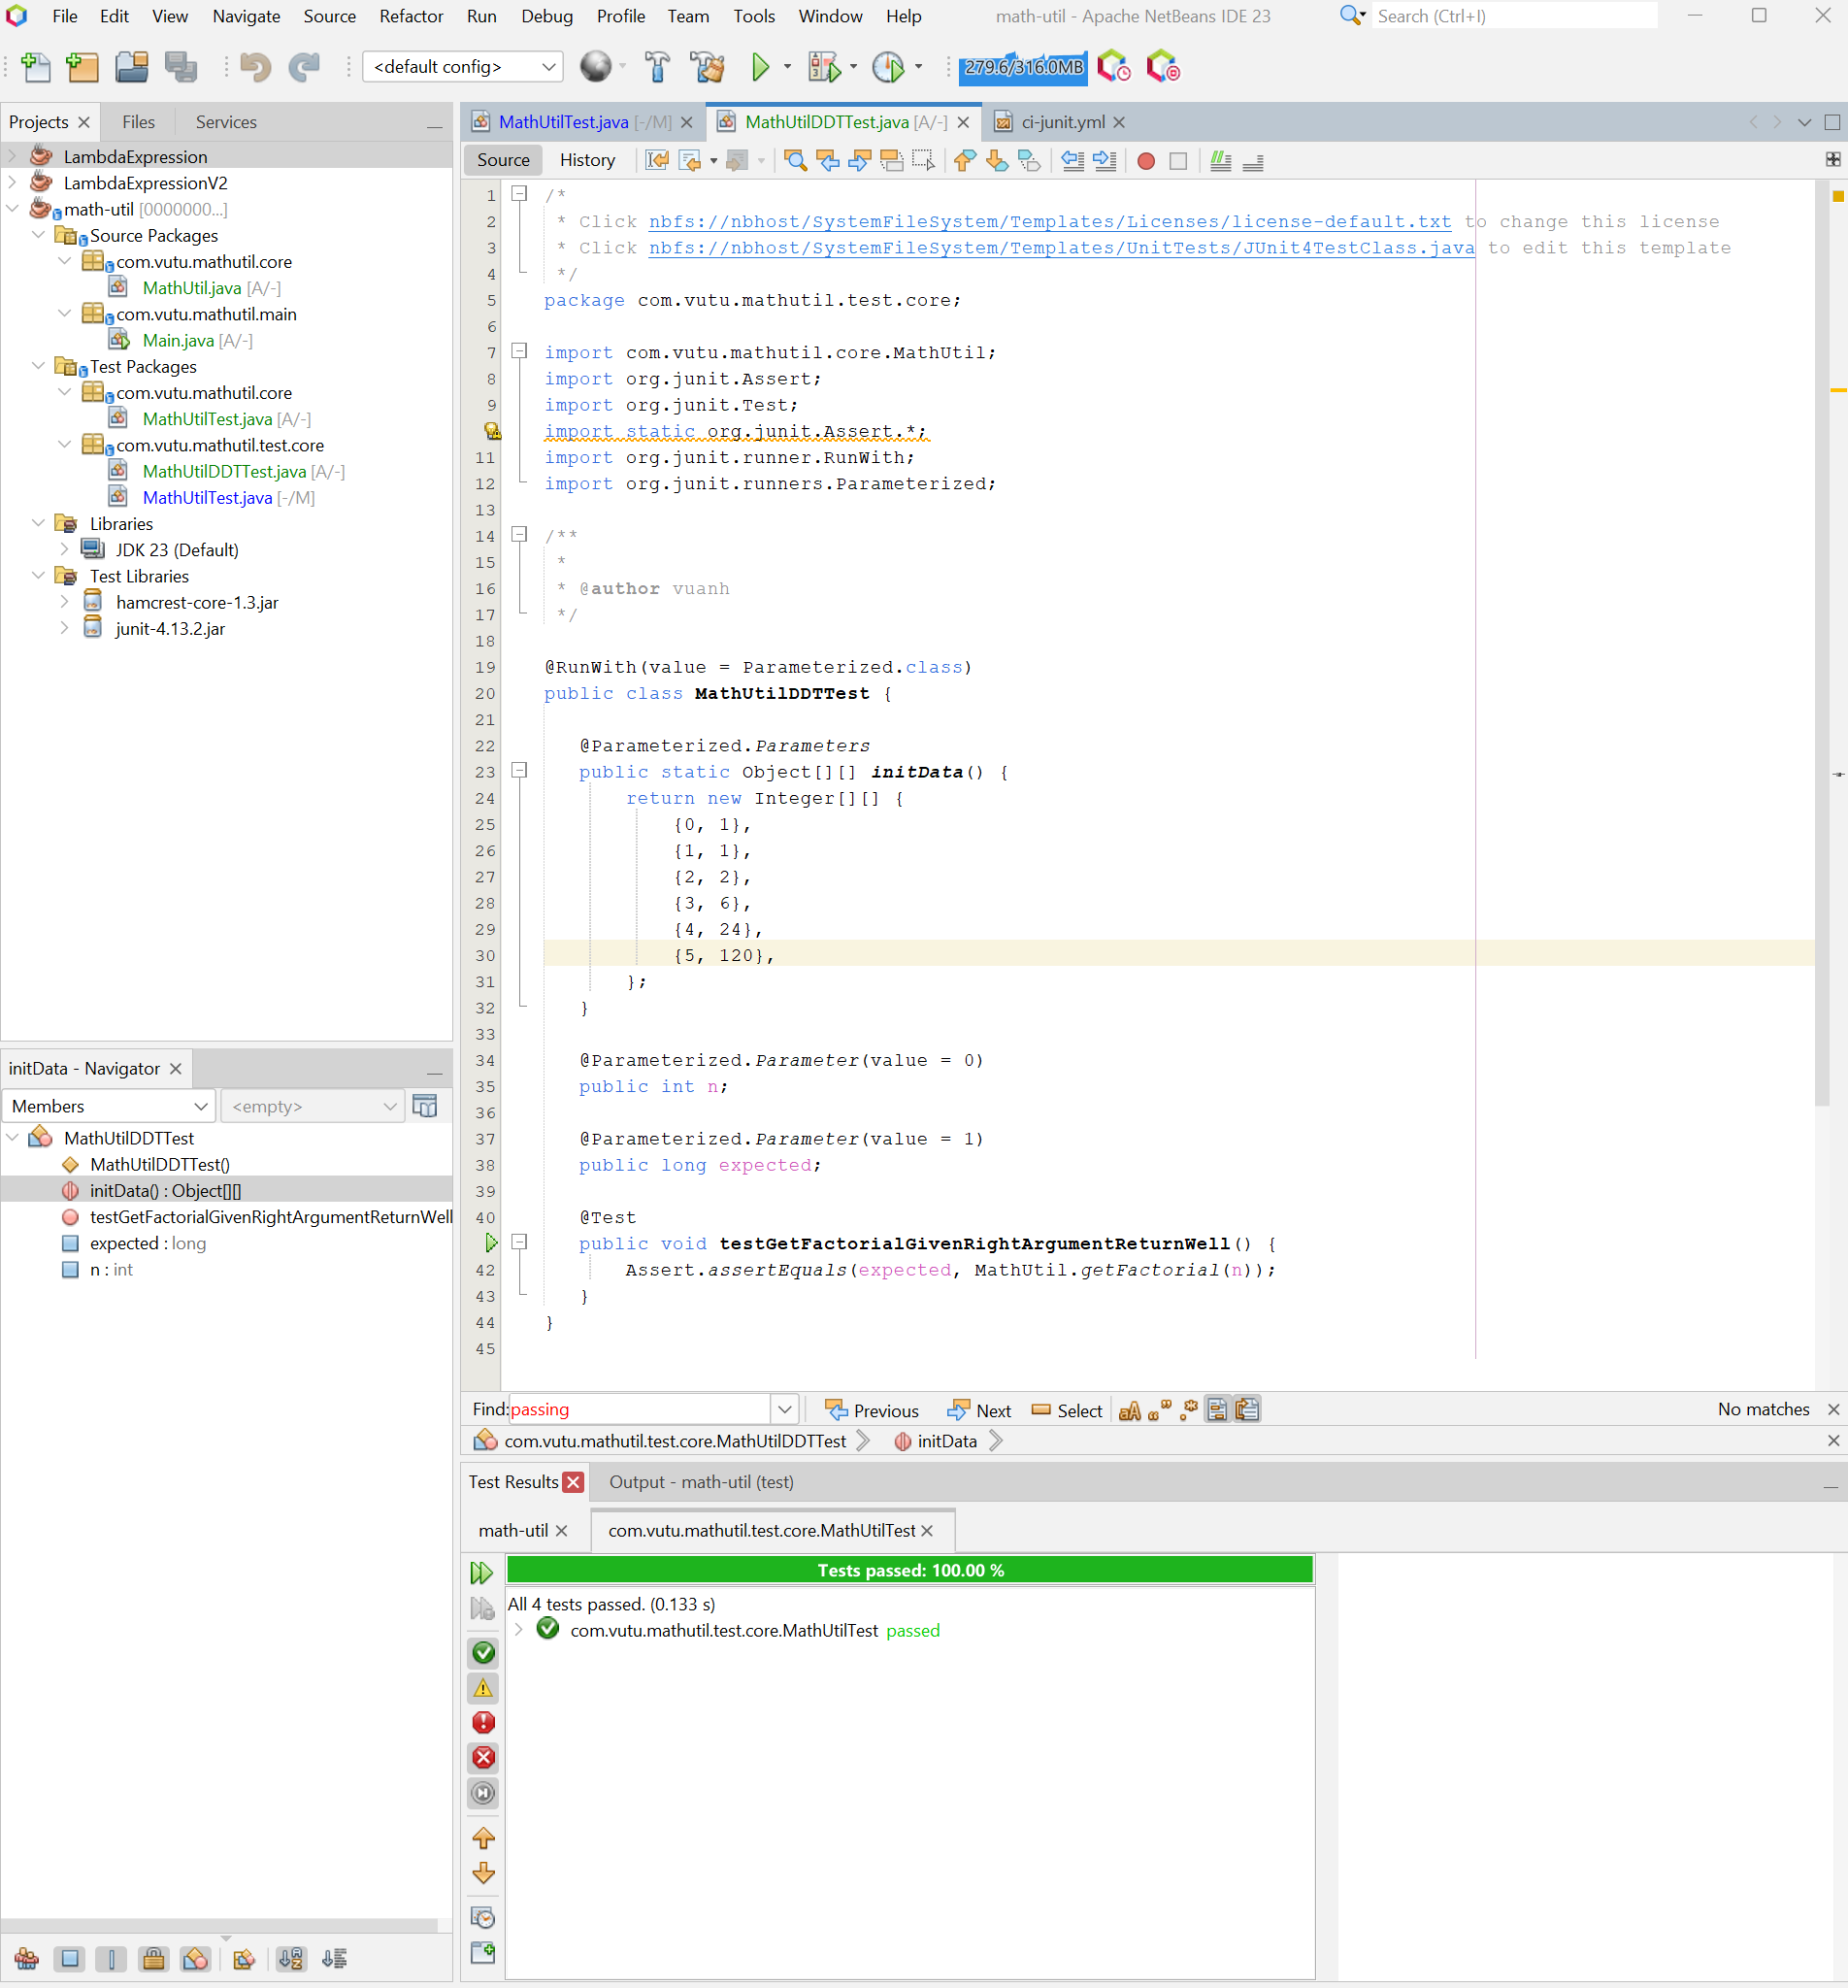 File Edit View Navigate Source Refactor Run Debug Profile Team Tools Window Help
math-util - Apache NetBeans IDE 23
Search (Ctrl+I)
<default config>
279.6/316.0MB
Projects
Files
Services
LambdaExpression
LambdaExpressionV2
math-util [0000000...]
Source Packages
com.vutu.mathutil.core
MathUtil.java [A/-]
com.vutu.mathutil.main
Main.java [A/-]
Test Packages
com.vutu.mathutil.core
MathUtilTest.java [A/-]
com.vutu.mathutil.test.core
MathUtilDDTTest.java [A/-]
MathUtilTest.java [-/M]
Libraries
JDK 23 (Default)
Test Libraries
hamcrest-core-1.3.jar
junit-4.13.2.jar
initData - Navigator
Members
<empty>
MathUtilDDTTest
MathUtilDDTTest()
initData() : Object[][]
testGetFactorialGivenRightArgumentReturnWell
expected : long
n : int
MathUtilTest.java [-/M]
MathUtilDDTTest.java [A/-]
ci-junit.yml
Source
History
1 /*
2 * Click nbfs://nbhost/SystemFileSystem/Templates/Licenses/license-default.txt to change this license
3 * Click nbfs://nbhost/SystemFileSystem/Templates/UnitTests/JUnit4TestClass.java to edit this template
4 */
5 package com.vutu.mathutil.test.core;
6
7 import com.vutu.mathutil.core.MathUtil;
8 import org.junit.Assert;
9 import org.junit.Test;
import static org.junit.Assert.*;
11 import org.junit.runner.RunWith;
12 import org.junit.runners.Parameterized;
13
14 /**
15 *
16 * @author vuanh
17 */
18
19 @RunWith(value = Parameterized.class)
20 public class MathUtilDDTTest {
21
22 @Parameterized.Parameters
23 public static Object[][] initData() {
24 return new Integer[][] {
25 {0, 1},
26 {1, 1},
27 {2, 2},
28 {3, 6},
29 {4, 24},
30 {5, 120},
31 };
32 }
33
34 @Parameterized.Parameter(value = 0)
35 public int n;
36
37 @Parameterized.Parameter(value = 1)
38 public long expected;
39
40 @Test
public void testGetFactorialGivenRightArgumentReturnWell() {
42 Assert.assertEquals(expected, MathUtil.getFactorial(n));
43 }
44 }
45
Find: passing
Previous
Next
Select
No matches
com.vutu.mathutil.test.core.MathUtilDDTTest
initData
Test Results
Output - math-util (test)
math-util
com.vutu.mathutil.test.core.MathUtilTest
Tests passed: 100.00 %
All 4 tests passed. (0.133 s)
com.vutu.mathutil.test.core.MathUtilTest passed